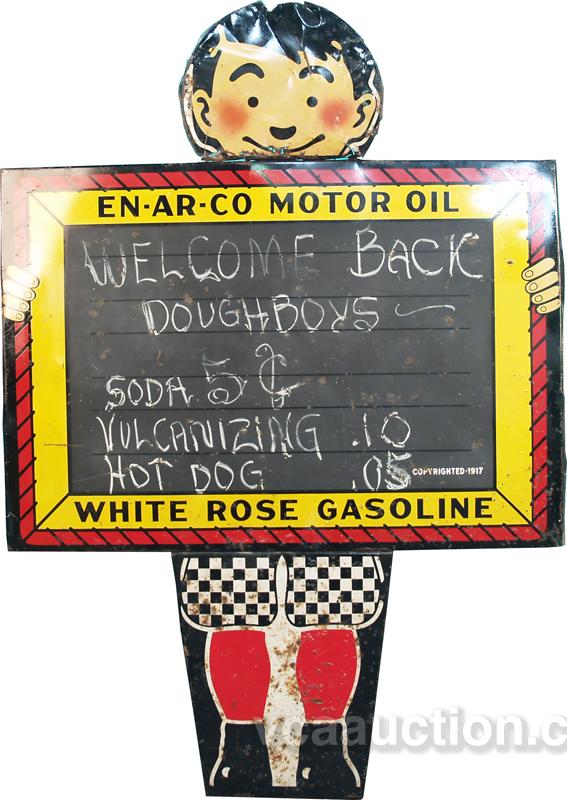 EN-AR-CO MOTOR OIL
WELCOME BACK
DOUGHBOYS
SODA 5 ¢
VULCANIZING .10
HOT DOG .05
COPYRIGHTED-1917
WHITE ROSE GASOLINE
vcaauction.c